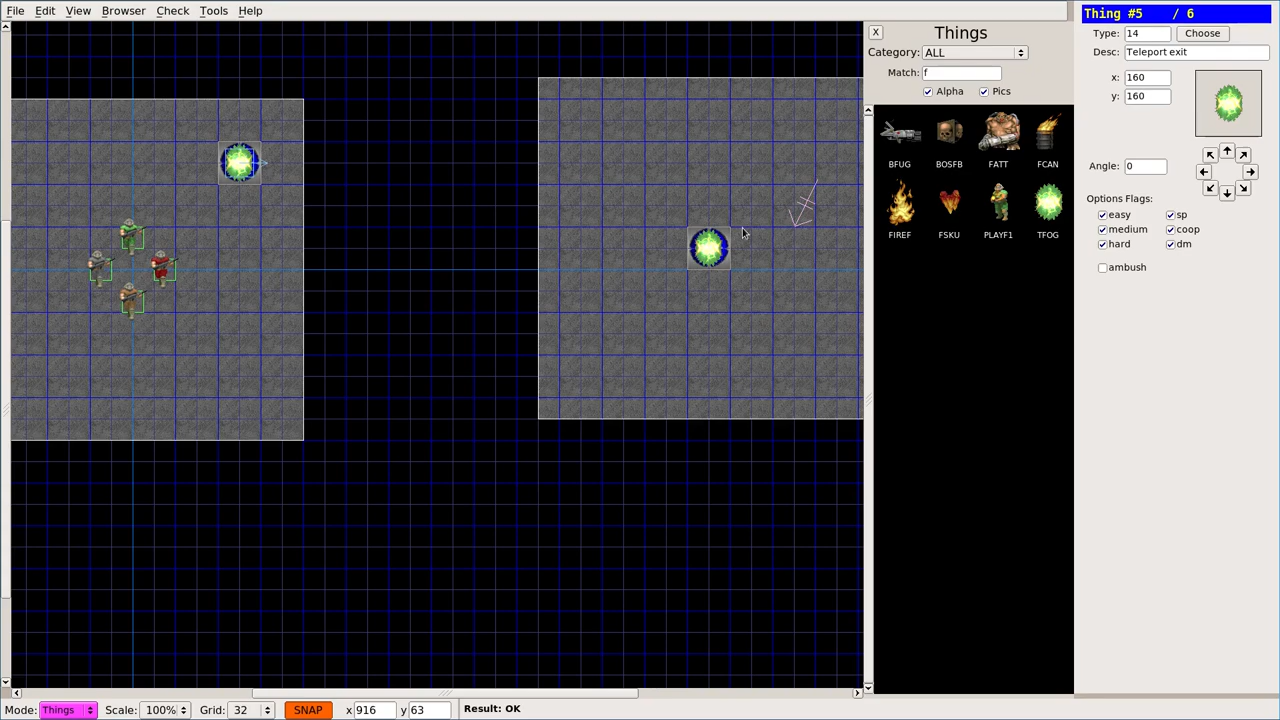 File Edit View Browser Check Tools Help
Thing #5 / 6
X Things
Category: ALL
Match: f
Alpha Pics
BFUG BOSFB FATT FCAN
FIREF FSKU PLAYF1 TFOG
Type: 14 Choose
Desc: Teleport exit
x: 160
y: 160
Angle: 0
Options Flags:
easy sp
medium coop
hard dm
ambush
Mode: Things Scale: 100% Grid: 32 SNAP x 916 y 63 Result: OK